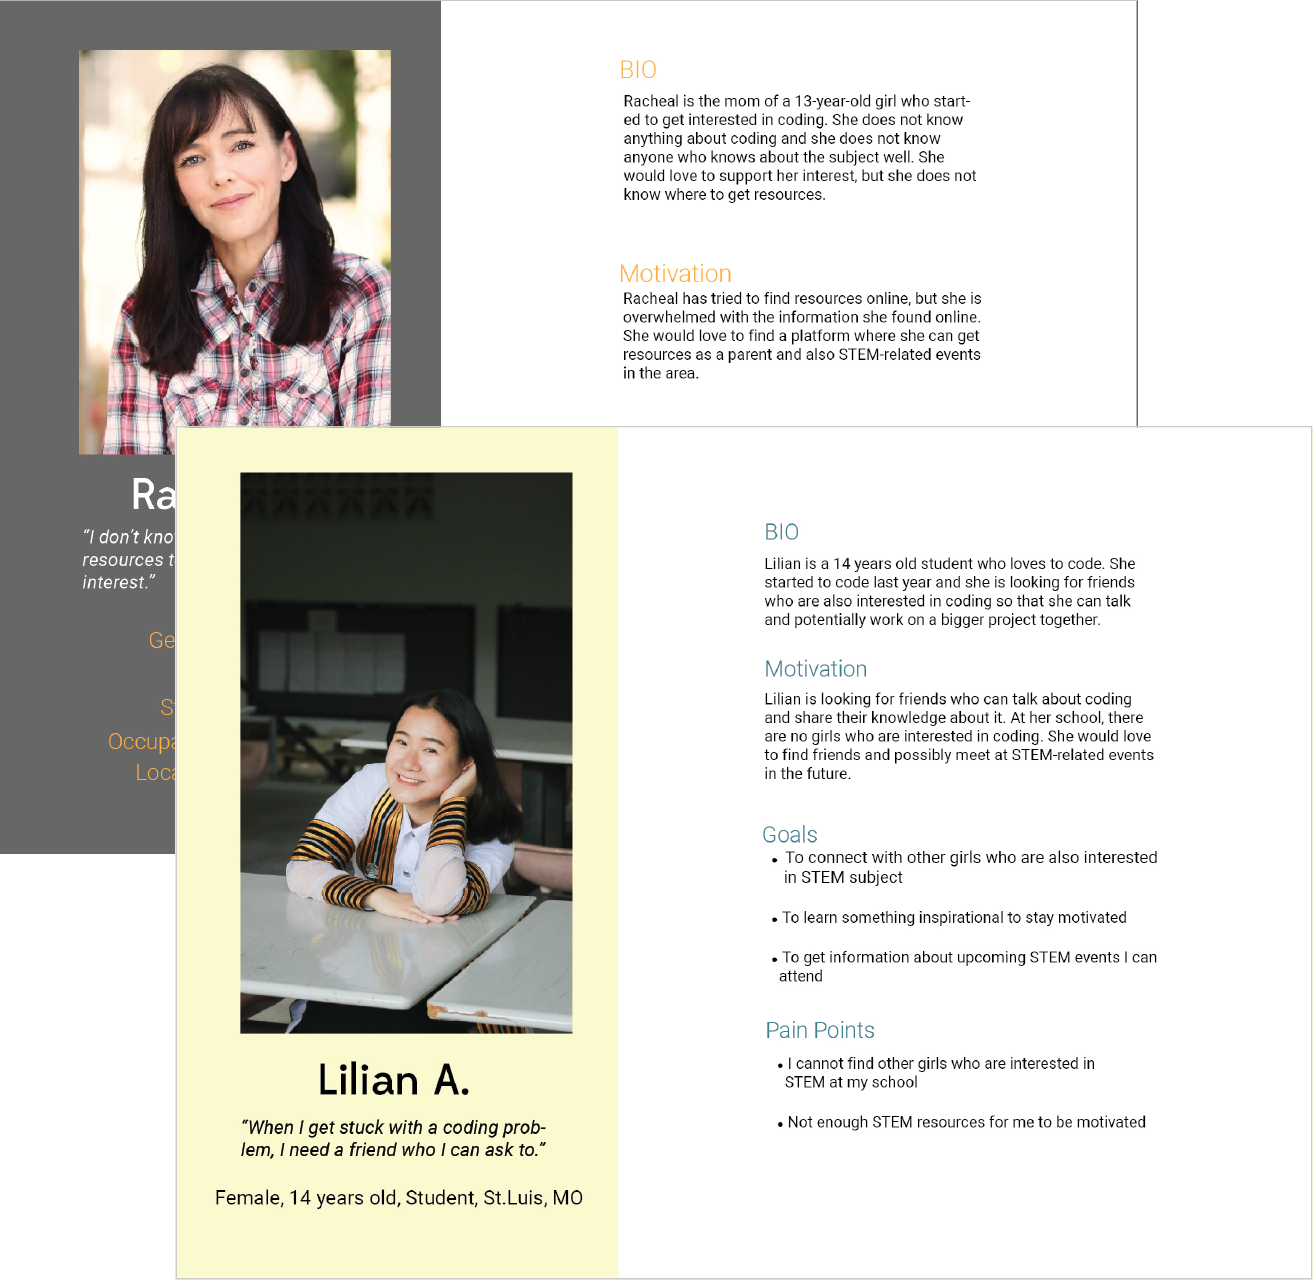 BIO
Racheal is the mom of a 13-year-old girl who start-
ed to get interested in coding. She does not know
anything about coding and she does not know
anyone who knows about the subject well. She
would love to support her interest, but she does not
know where to get resources.
Motivation
Racheal has tried to find resources online, but she is
overwhelmed with the information she found online.
She would love to find a platform where she can get
resources as a parent and also STEM-related events
in the area.
Ra
“I don’t kno
resources t
interest.”
Ge
St
Occupa
Loca
Lilian A.
“When I get stuck with a coding prob-
lem, I need a friend who I can ask to.”
Female, 14 years old, Student, St.Luis, MO
BIO
Lilian is a 14 years old student who loves to code. She
started to code last year and she is looking for friends
who are also interested in coding so that she can talk
and potentially work on a bigger project together.
Motivation
Lilian is looking for friends who can talk about coding
and share their knowledge about it. At her school, there
are no girls who are interested in coding. She would love
to find friends and possibly meet at STEM-related events
in the future.
Goals
• To connect with other girls who are also interested
in STEM subject
• To learn something inspirational to stay motivated
• To get information about upcoming STEM events I can
attend
Pain Points
• I cannot find other girls who are interested in
STEM at my school
• Not enough STEM resources for me to be motivated